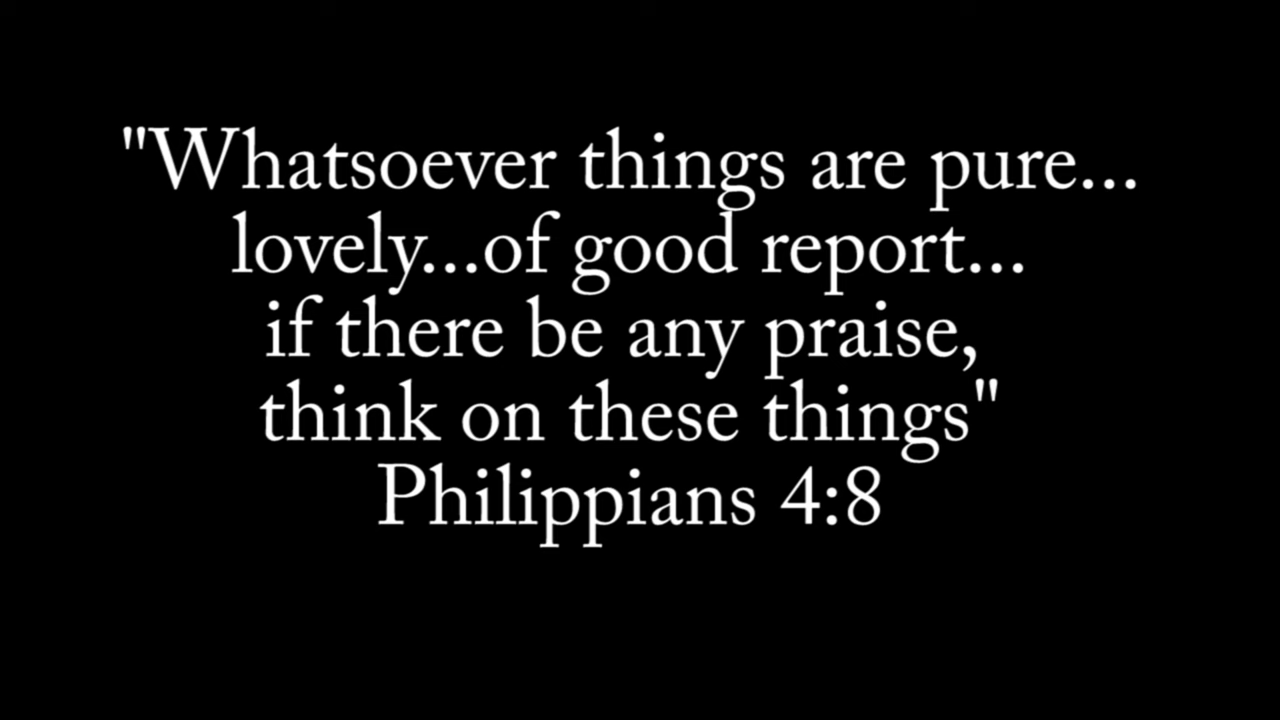 "Whatsoever things are pure...
lovely...of good report...
if there be any praise,
think on these things"
Philippians 4:8